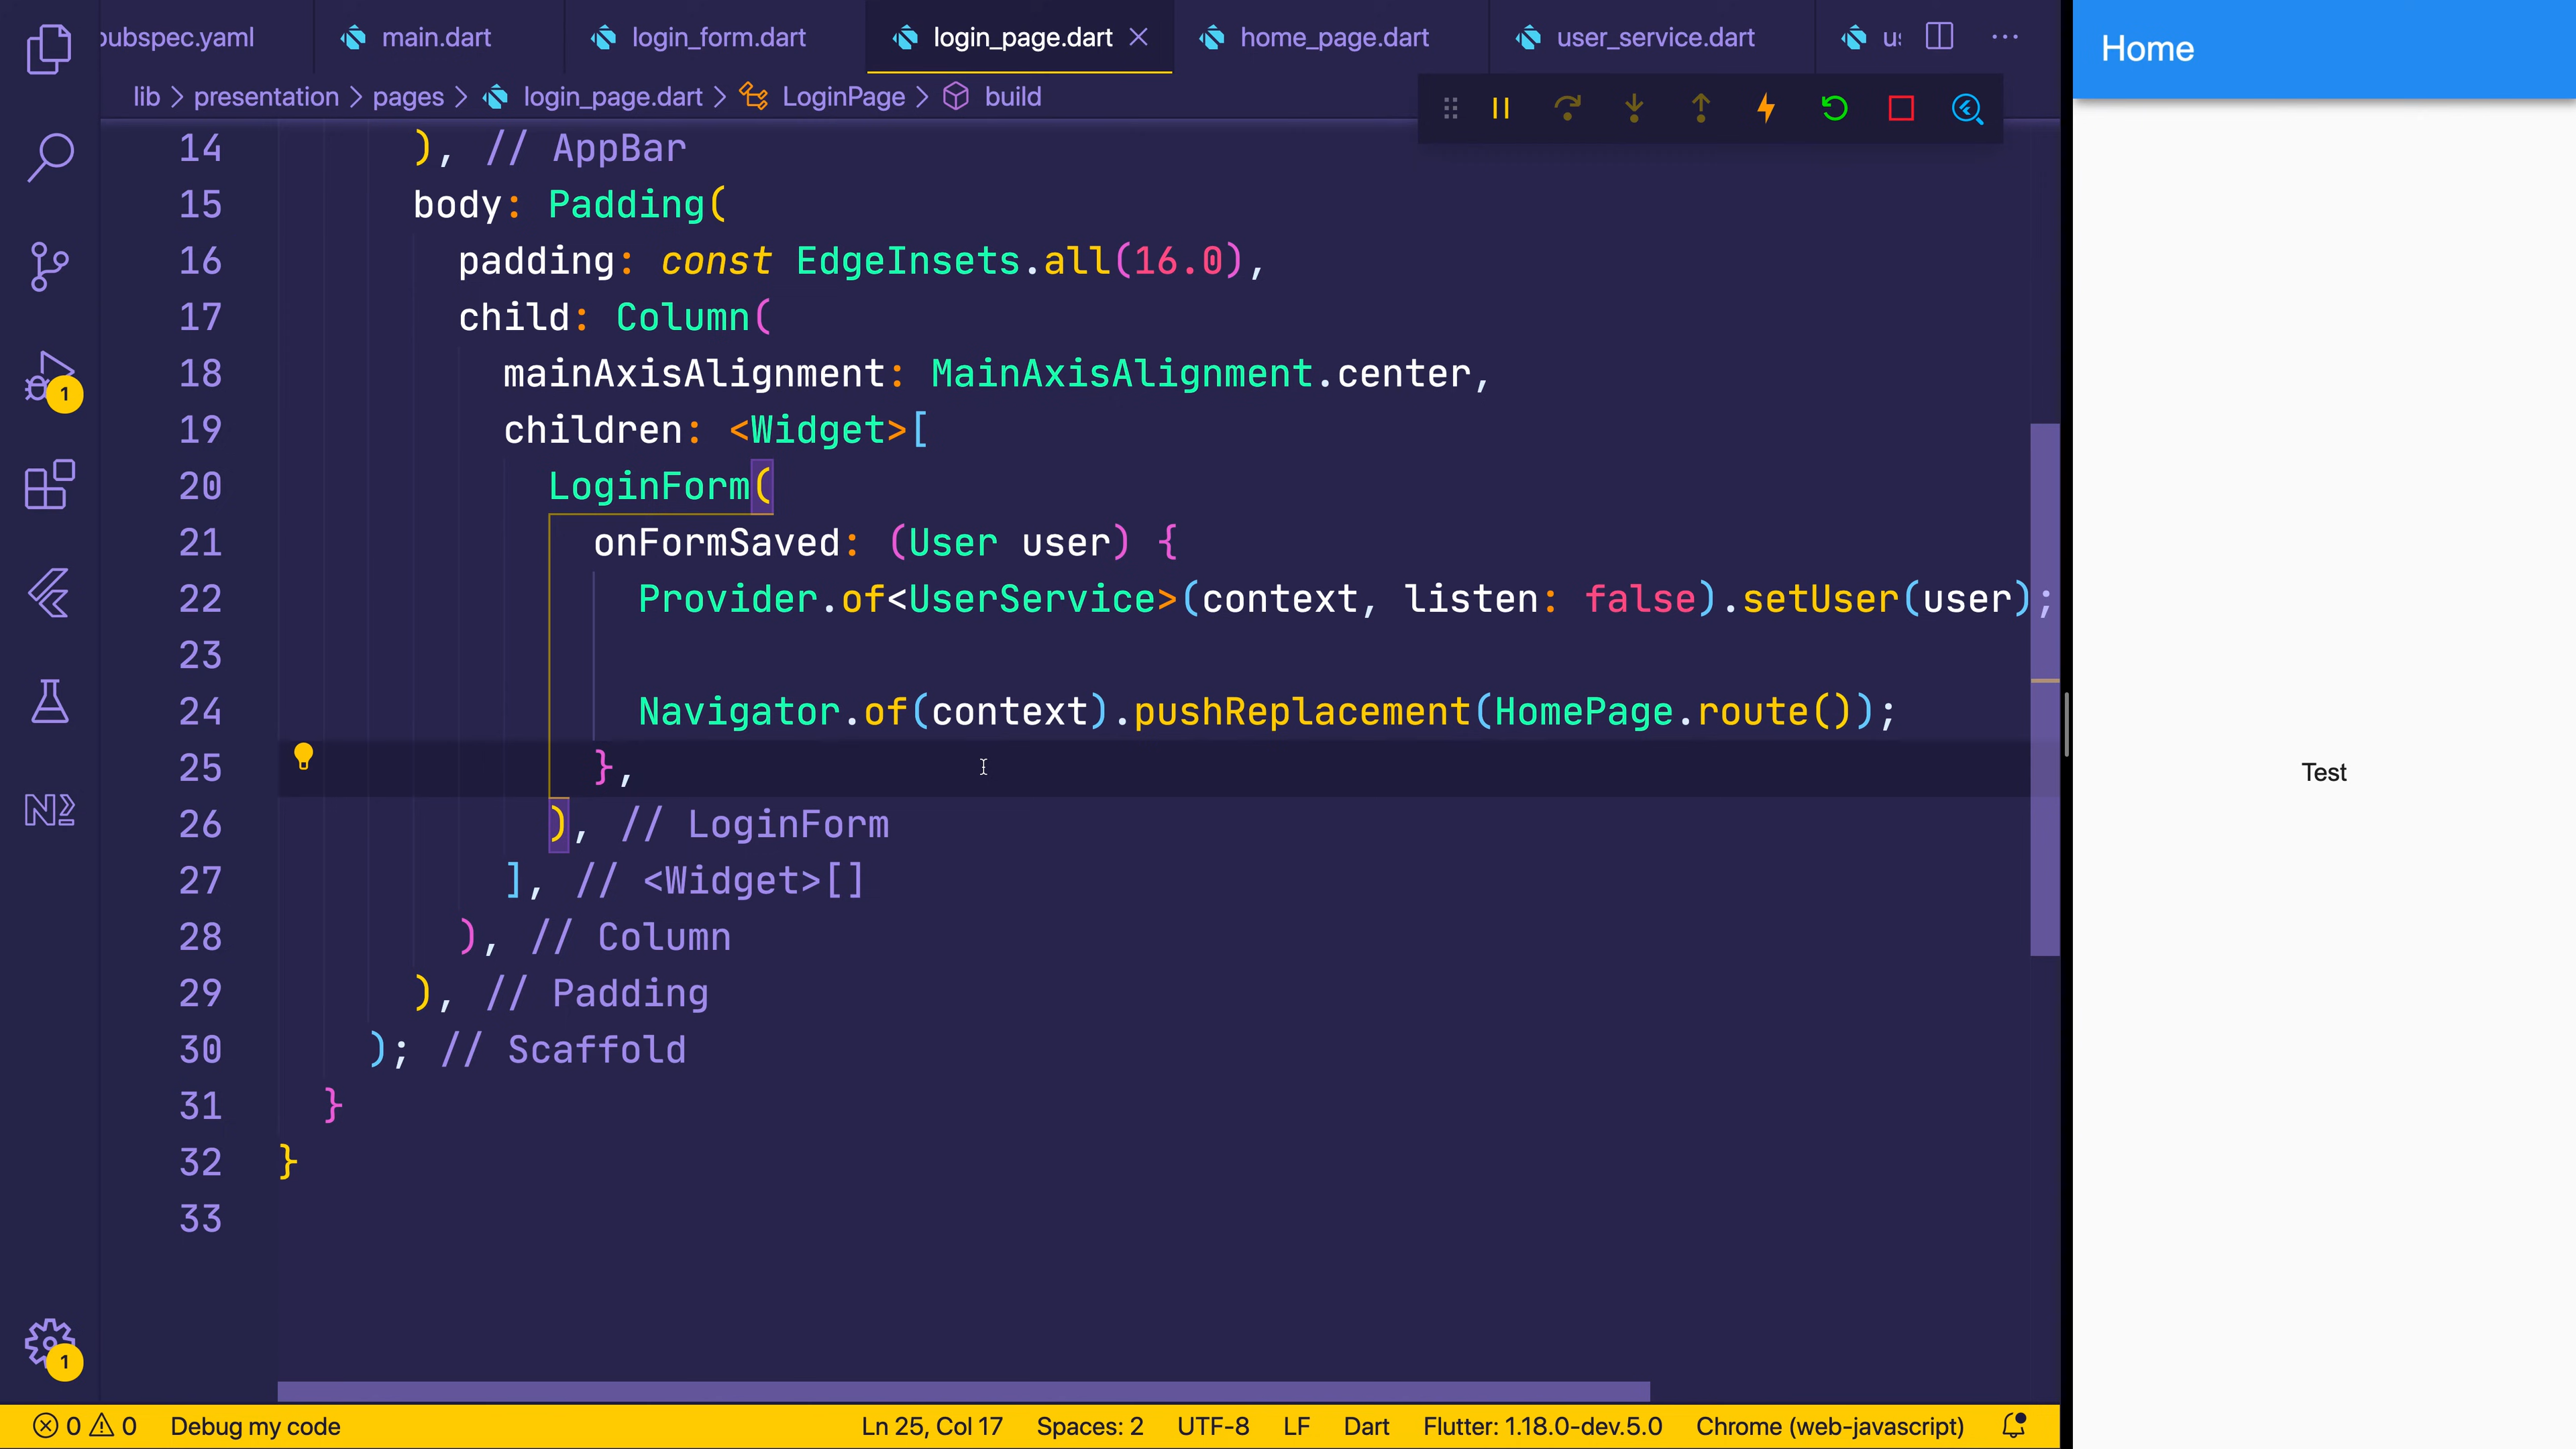 pubspec.yaml main.dart login_form.dart login_page.dart home_page.dart user_service.dart us
lib > presentation > pages > login_page.dart > LoginPage > build
14 ), // AppBar
15 body: Padding(
16 padding: const EdgeInsets.all(16.0),
17 child: Column(
18 mainAxisAlignment: MainAxisAlignment.center,
19 children: <Widget>[
20 LoginForm(
21 onFormSaved: (User user) {
22 Provider.of<UserService>(context, listen: false).setUser(user);
23
24 Navigator.of(context).pushReplacement(HomePage.route());
25 },
26 ), // LoginForm
27 ], // <Widget>[]
28 ), // Column
29 ), // Padding
30 ); // Scaffold
31 }
32 }
33
1
1
0 0 Debug my code Ln 25, Col 17 Spaces: 2 UTF-8 LF Dart Flutter: 1.18.0-dev.5.0 Chrome (web-javascript)
Home
Test